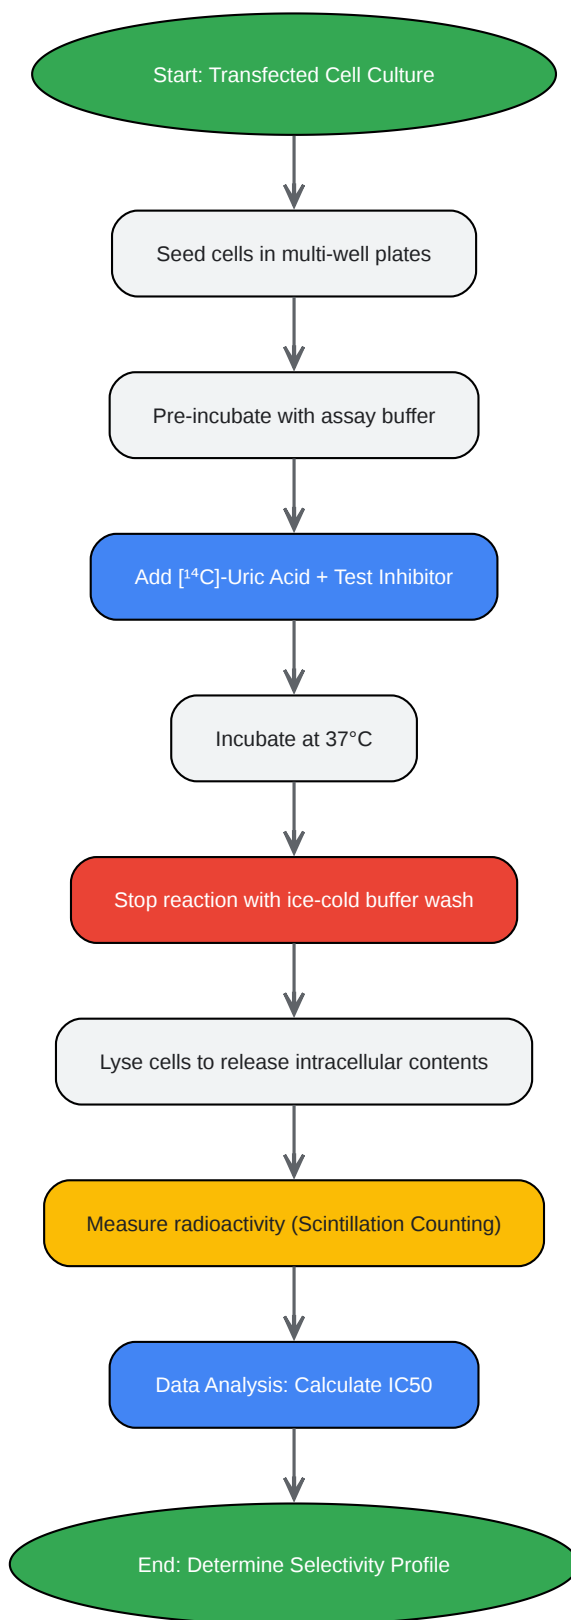 Start: Transfected Cell Culture
Seed cells in multi-well plates
Pre-incubate with assay buffer
Add [¹⁴C]-Uric Acid + Test Inhibitor
Incubate at 37°C
Stop reaction with ice-cold buffer wash
Lyse cells to release intracellular contents
Measure radioactivity (Scintillation Counting)
Data Analysis: Calculate IC50
End: Determine Selectivity Profile